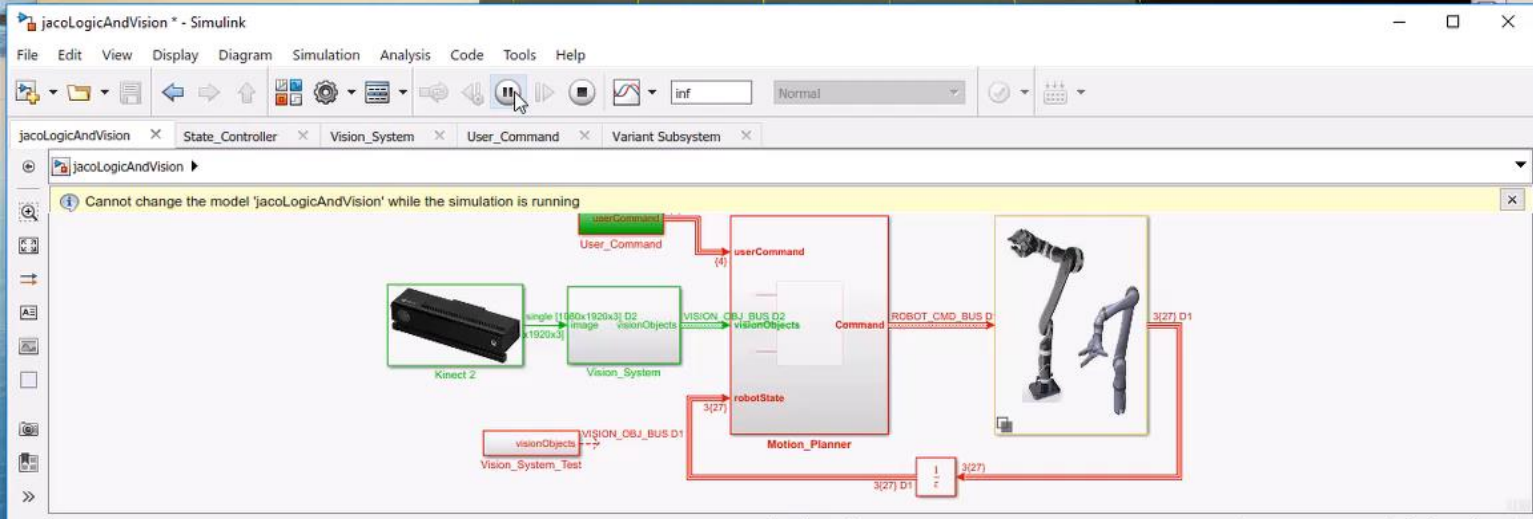 jacoLogicAndVision * - Simulink
File Edit View Display Diagram Simulation Analysis Code Tools Help
inf Normal
jacoLogicAndVision State_Controller Vision_System User_Command Variant Subsystem
jacoLogicAndVision
Cannot change the model 'jacoLogicAndVision' while the simulation is running
userCommand
User_Command
userCommand
{4}
single [1080x1920x3] D2
image visionObjects
VISION_OBJ_BUS D2
visionObjects
Command
ROBOT_CMD_BUS D1
3{27} D1
x1920x3]
Kinect 2
Vision_System
robotState
3{27}
visionObjects
VISION_OBJ_BUS D1
Vision_System_Test
Motion_Planner
1
z
3{27}
3{27} D1